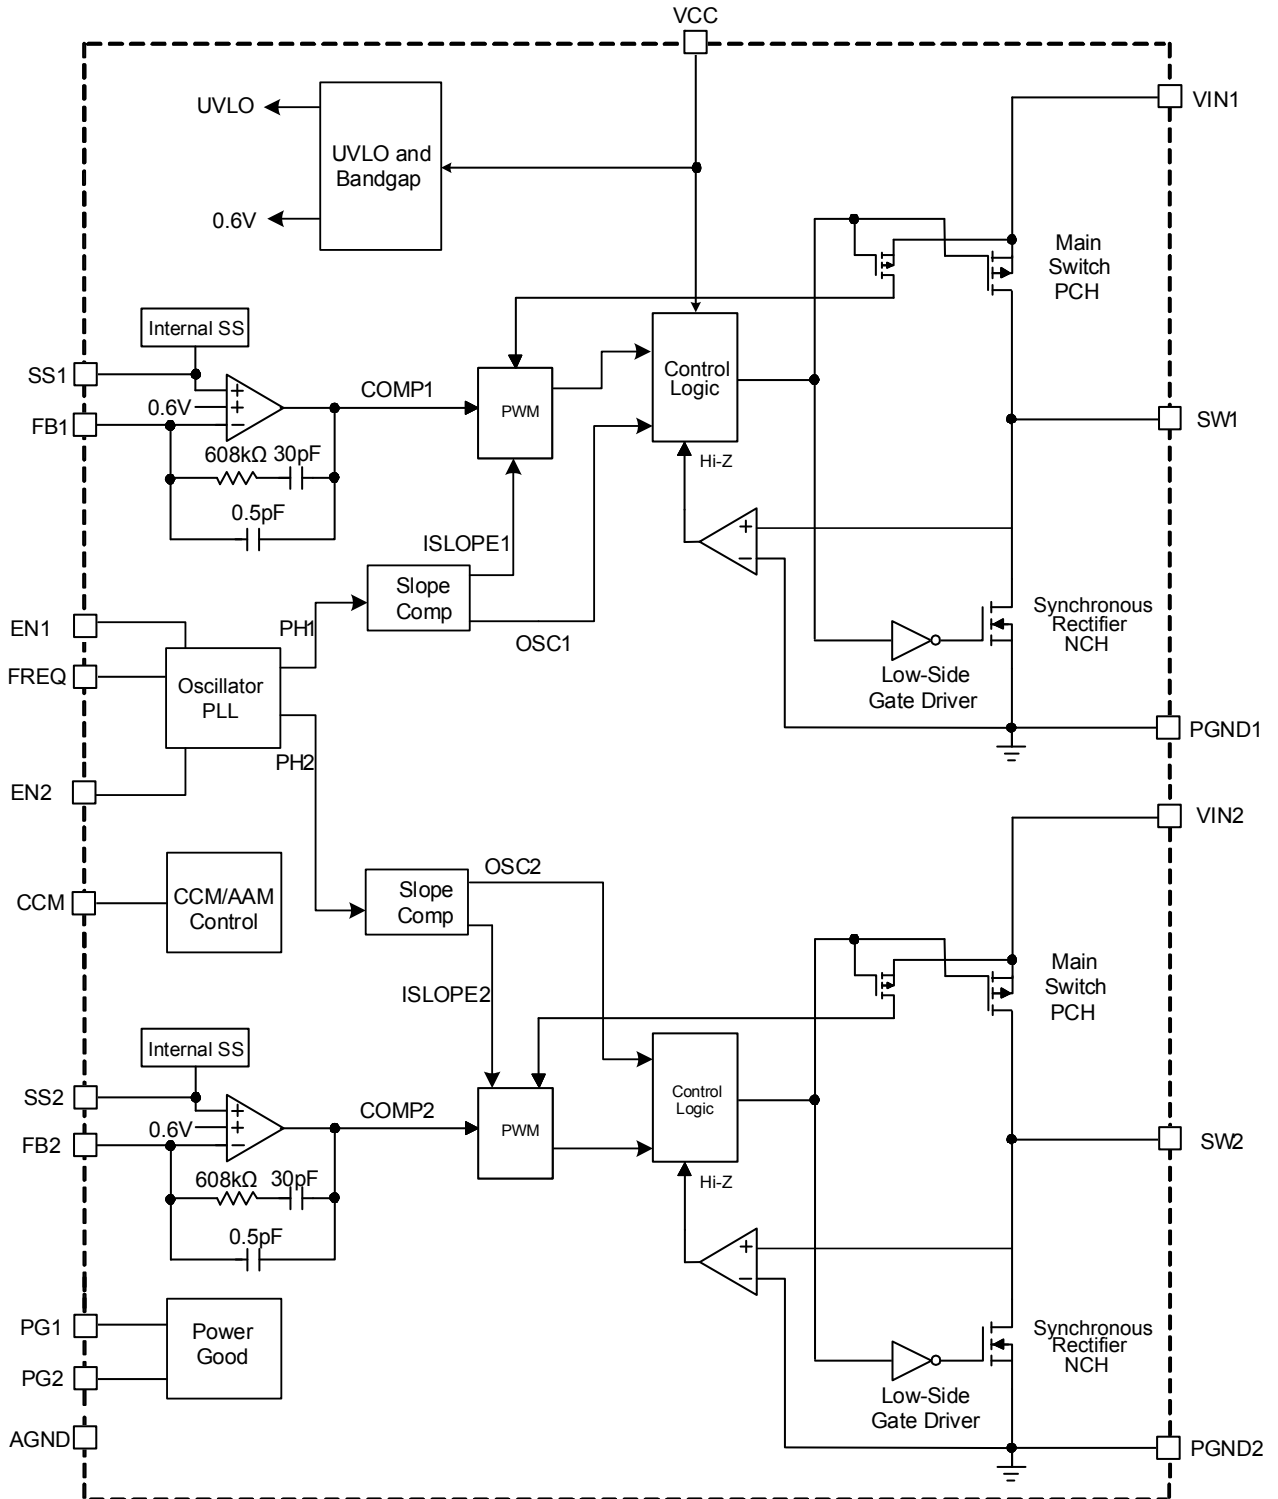 VCC
VIN1
UVLO
UVLO and
Bandgap
0.6V
Main
Switch
PCH
Internal SS
SS1
0.6V
FB1
COMP1
PWM
Control
Logic
SW1
608kΩ 30pF
0.5pF
Hi-Z
+
−
ISLOPE1
Slope
Comp
OSC1
EN1
FREQ
Oscillator
PLL
PH1
PH2
EN2
Synchronous
Rectifier
NCH
Low-Side
Gate Driver
PGND1
VIN2
CCM
CCM/AAM
Control
Slope
Comp
OSC2
ISLOPE2
Main
Switch
PCH
Internal SS
SS2
0.6V
FB2
COMP2
PWM
Control
Logic
SW2
608kΩ 30pF
0.5pF
Hi-Z
+
−
PG1
PG2
Power
Good
AGND
Synchronous
Rectifier
NCH
Low-Side
Gate Driver
PGND2